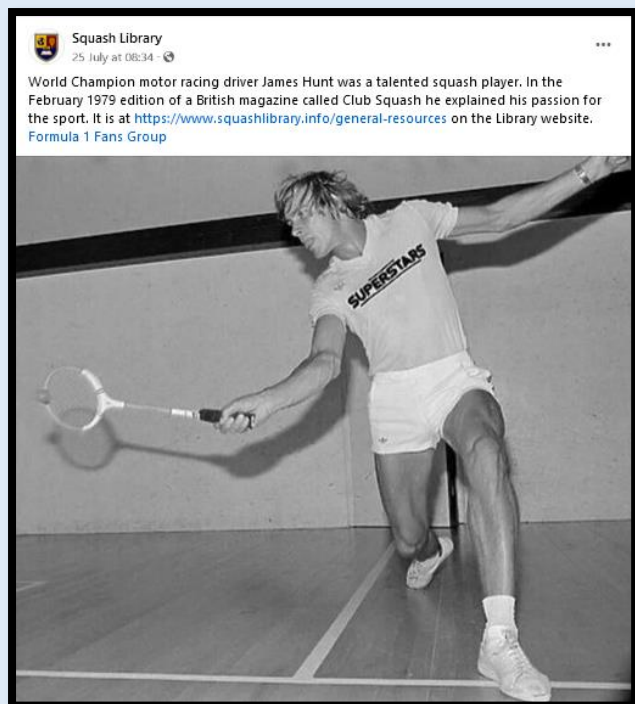 Squash Library
25 July at 08:34 ·
World Champion motor racing driver James Hunt was a talented squash player. In the
February 1979 edition of a British magazine called Club Squash he explained his passion for
the sport. It is at https://www.squashlibrary.info/general-resources on the Library website.
Formula 1 Fans Group
SUPERSTARS